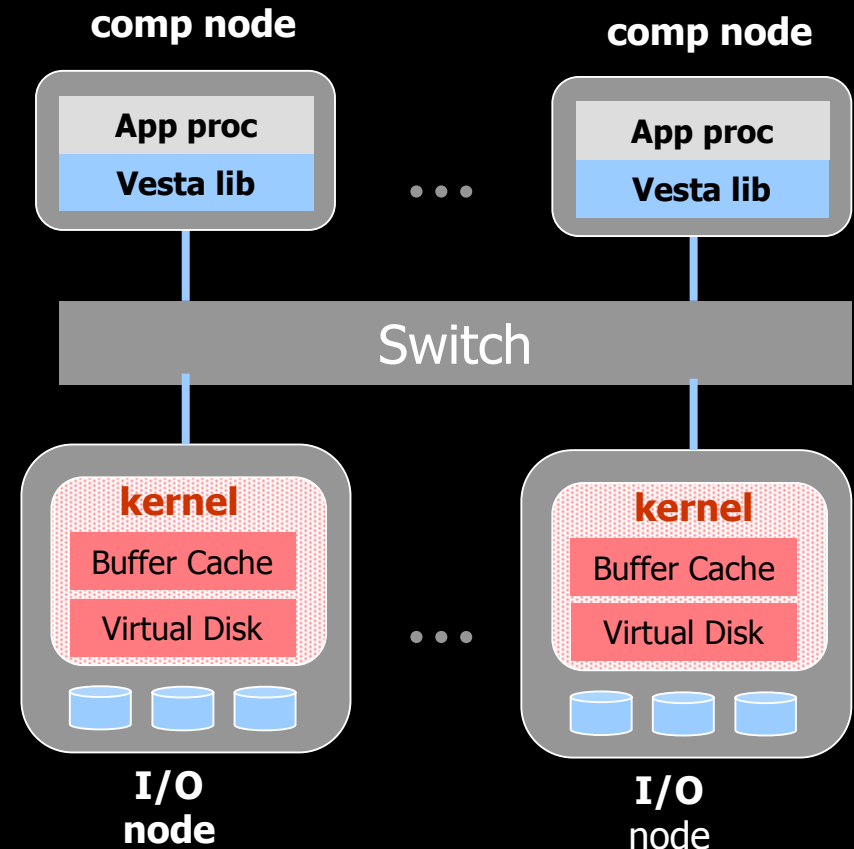 comp node
comp node
App proc
Vesta lib
...
App proc
Vesta lib
Switch
kernel
Buffer Cache
Virtual Disk
...
kernel
Buffer Cache
Virtual Disk
I/O
node
I/O
node